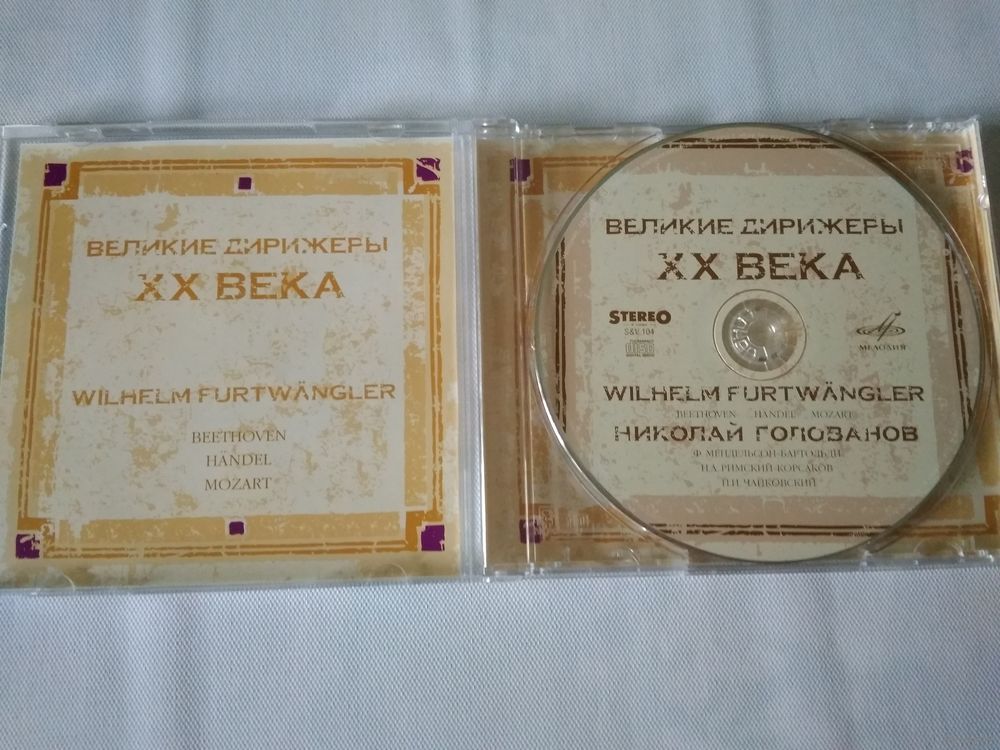 ВЕЛИКИЕ ДИРИЖЕРЫ
XX ВЕКА
WILHELM FURTWÄNGLER
BEETHOVEN
HÄNDEL
MOZART
ВЕЛИКИЕ ДИРИЖЕРЫ
XX ВЕКА
STEREO
S&E 104
МЕЛОДИЯ
WILHELM FURTWÄNGLER
BEETHOVEN HÄNDEL MOZART
НИКОЛАЙ ГОЛОВАНОВ
Ф. МЕНДЕЛЬСОН-БАРТОЛЬДИ
Н.А. РИМСКИЙ-КОРСАКОВ
П.И. ЧАЙКОВСКИЙ